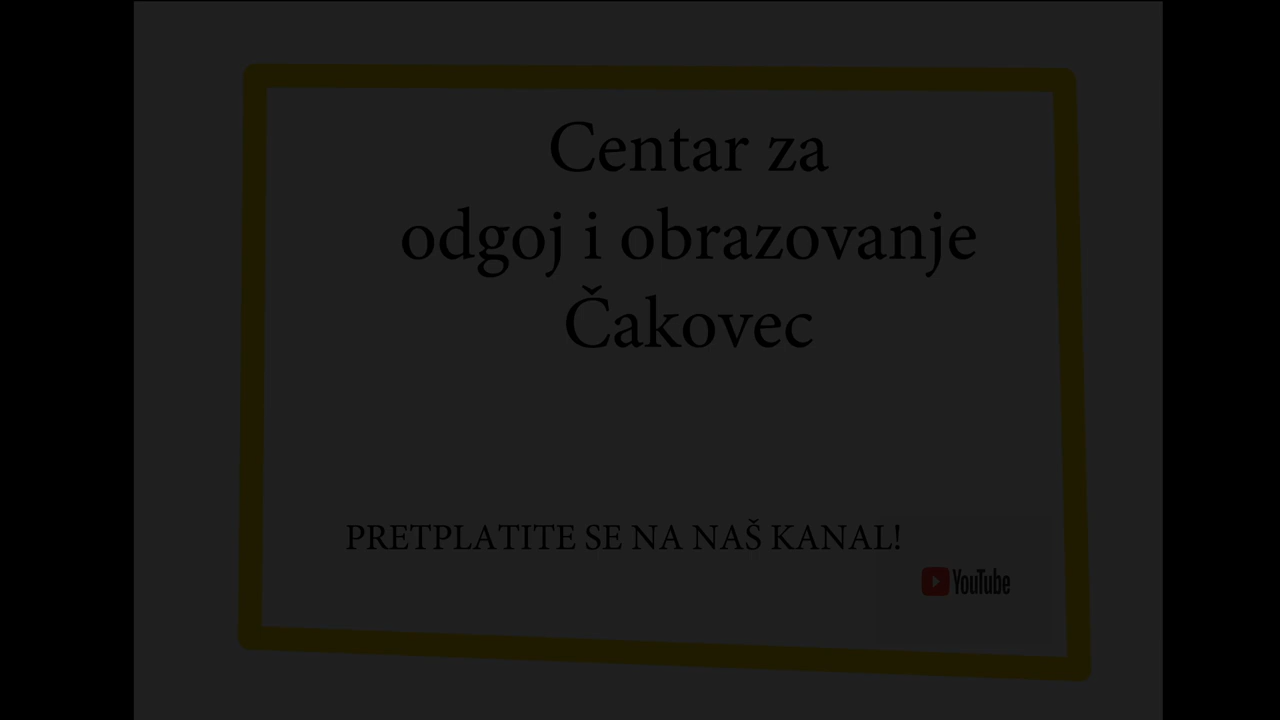 Centar za
odgoj i obrazovanje
Čakovec
PRETPLATITE SE NA NAŠ KANAL!
YouTube